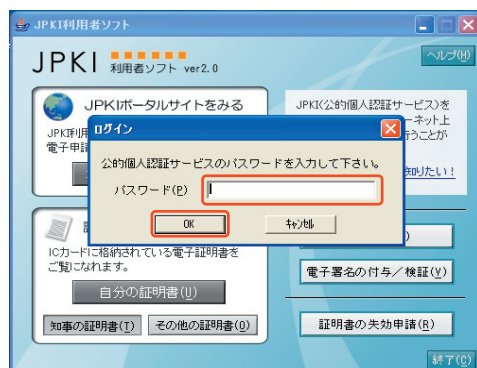 JPKI利用者ソフト
JPKI 利用者ソフト ver2.0
ヘルプ(H)
JPKIポータルサイトをみる
JPKI(公的個人認証サービス)を
ーネット上
行うことが
JPKI利用
電子申請
知りたい！
ログイン
公的個人認証サービスのパスワードを入力して下さい。
パスワード(P)
OK
キャンセル
ICカードに格納されている電子証明書を
ご覧になれます。
自分の証明書(U)
知事の証明書(I)
その他の証明書(O)
電子署名の付与／検証(V)
証明書の失効申請(R)
終了(C)